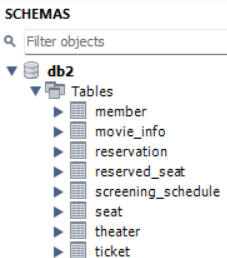 SCHEMAS
Filter objects
db2
Tables
member
movie_info
reservation
reserved_seat
screening_schedule
seat
theater
ticket